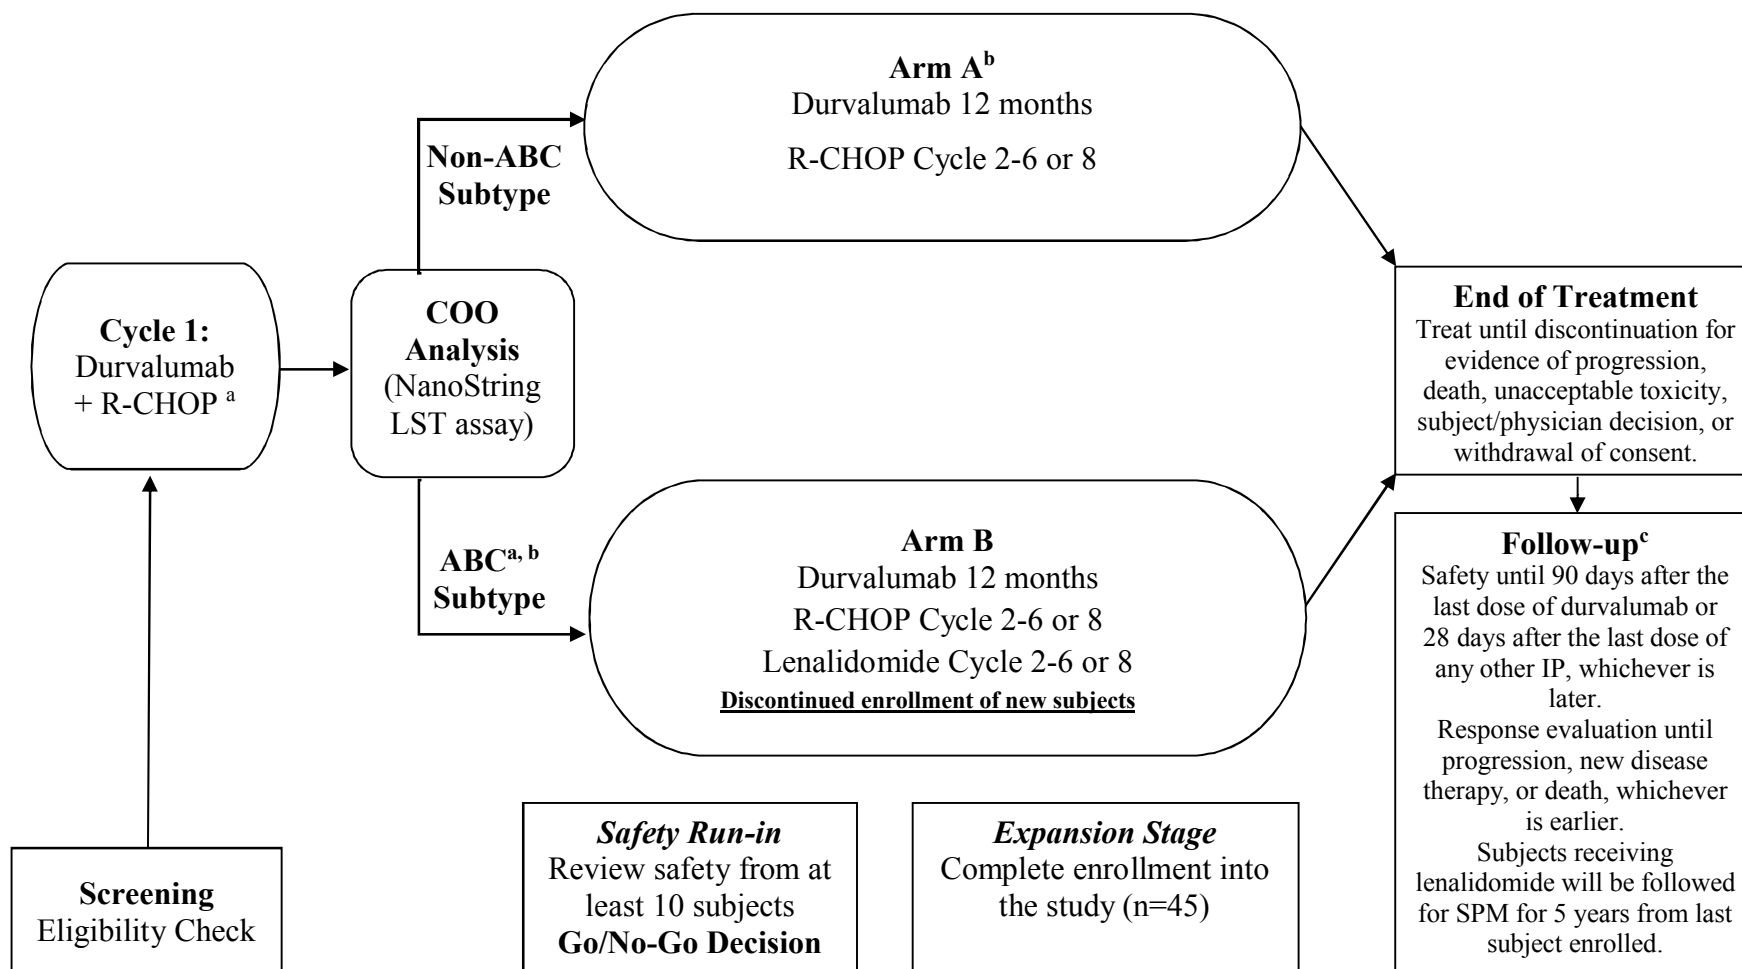 Screening
Eligibility Check
Cycle 1:
Durvalumab
+ R-CHOP a
COO
Analysis
(NanoString
LST assay)
Non-ABC
Subtype
Arm Ab
Durvalumab 12 months
R-CHOP Cycle 2-6 or 8
ABCa, b
Subtype
Arm B
Durvalumab 12 months
R-CHOP Cycle 2-6 or 8
Lenalidomide Cycle 2-6 or 8
Discontinued enrollment of new subjects
Safety Run-in
Review safety from at
least 10 subjects
Go/No-Go Decision
Expansion Stage
Complete enrollment into
the study (n=45)
End of Treatment
Treat until discontinuation for
evidence of progression,
death, unacceptable toxicity,
subject/physician decision, or
withdrawal of consent.
Follow-upc
Safety until 90 days after the
last dose of durvalumab or
28 days after the last dose of
any other IP, whichever is
later.
Response evaluation until
progression, new disease
therapy, or death, whichever
is earlier.
Subjects receiving
lenalidomide will be followed
for SPM for 5 years from last
subject enrolled.